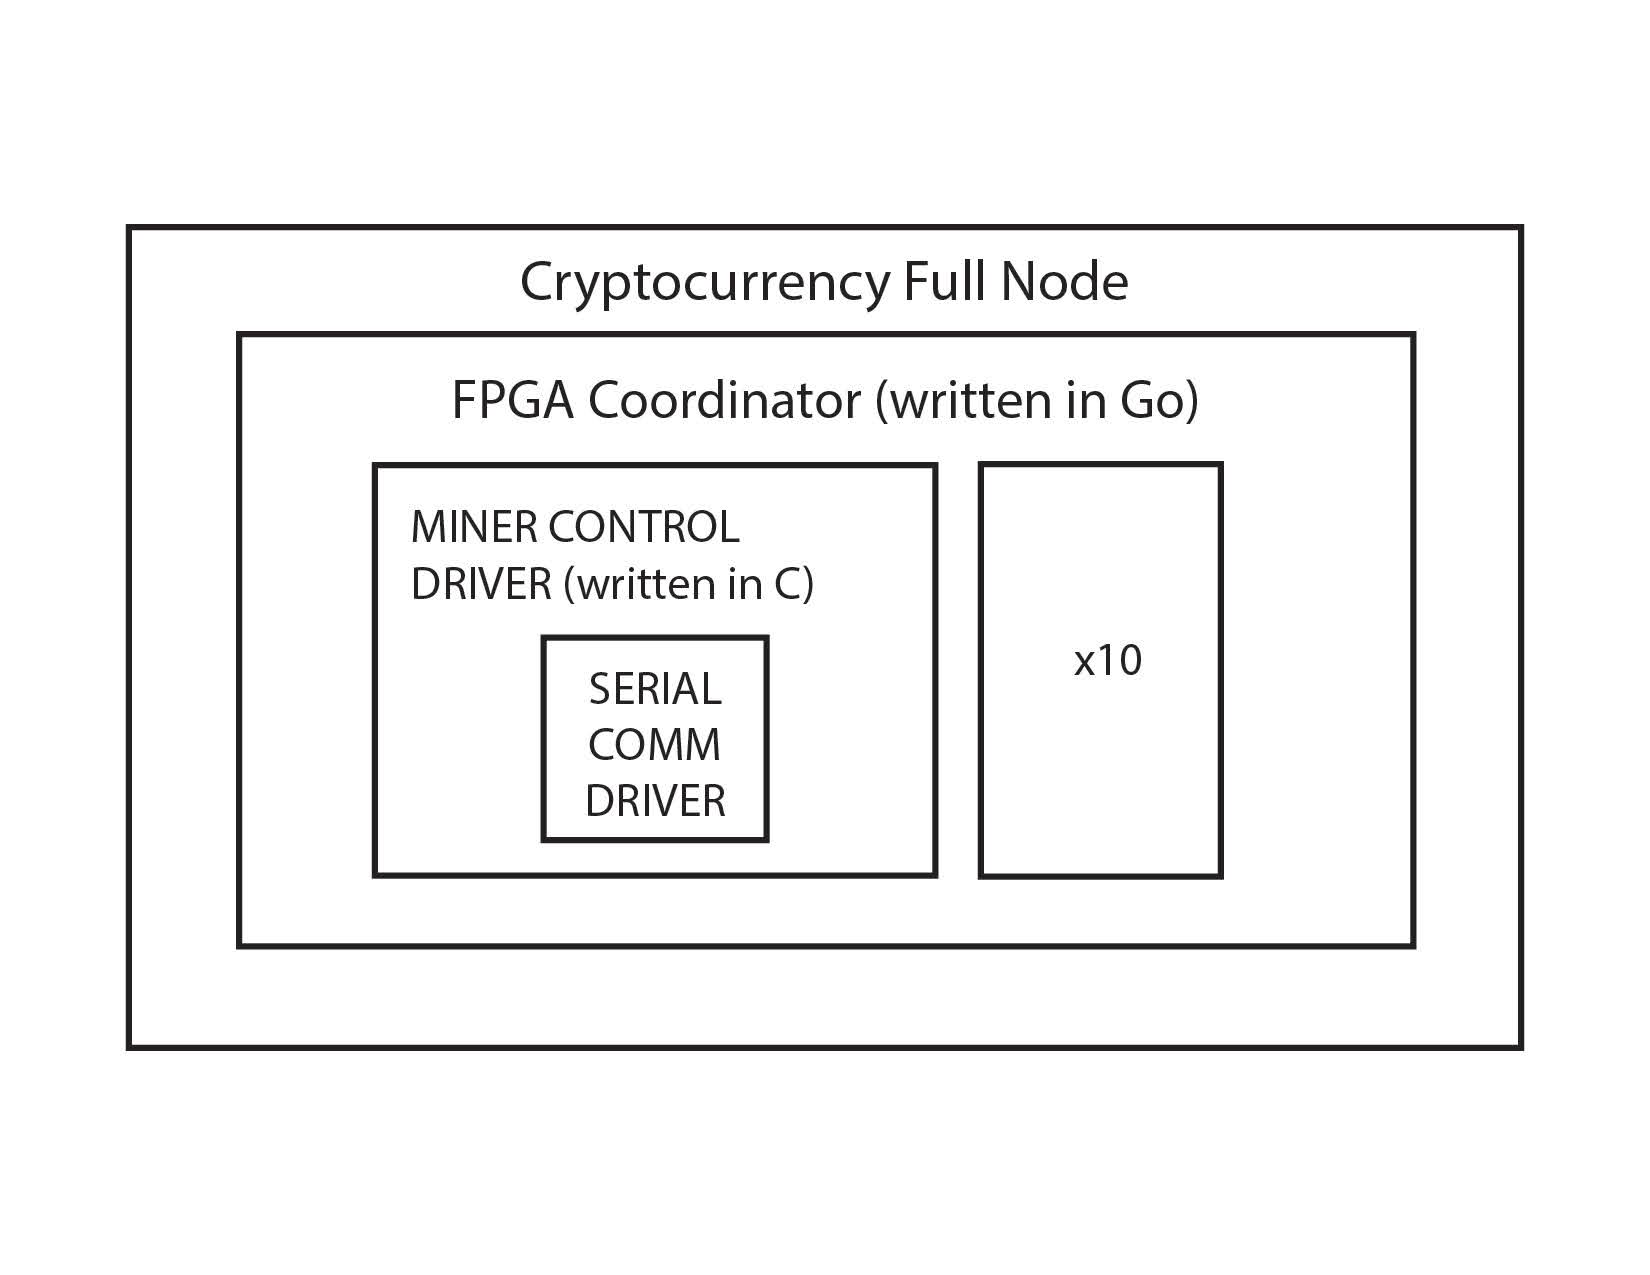 Cryptocurrency Full Node
FPGA Coordinator (written in Go)
MINER CONTROL
DRIVER (written in C)
SERIAL
COMM
DRIVER
x10